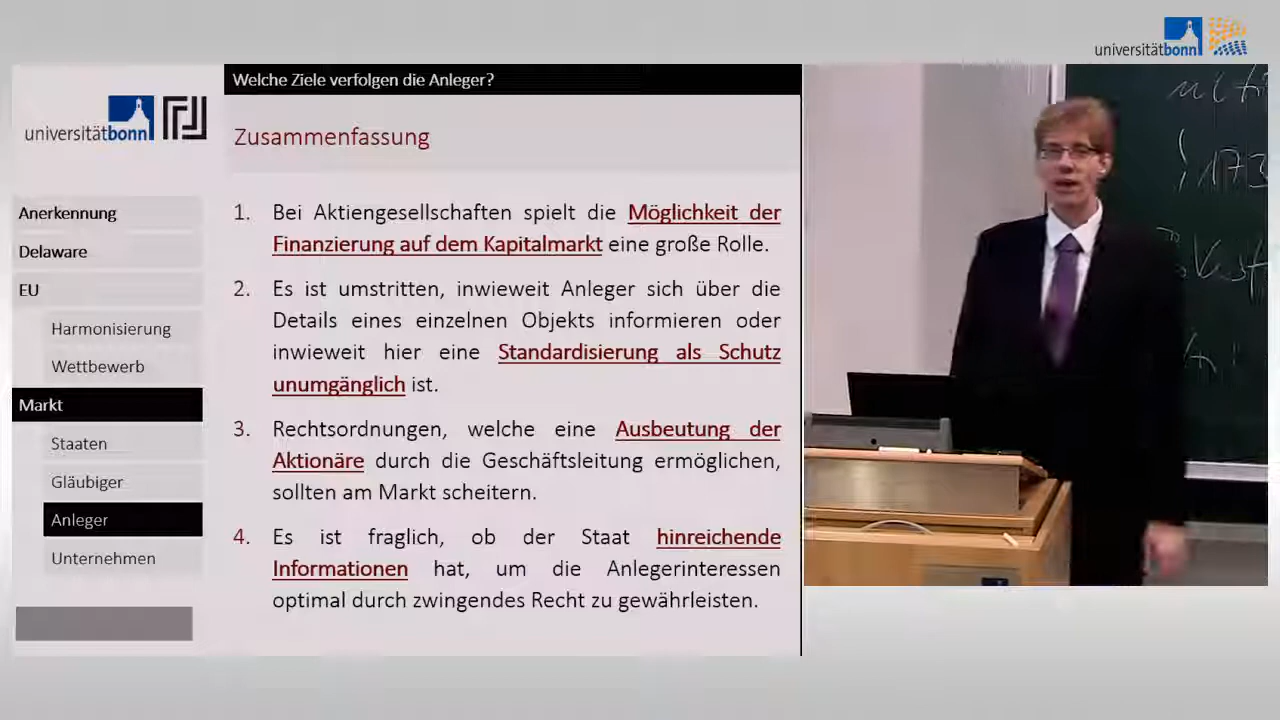 universitätbonn
Welche Ziele verfolgen die Anleger?
universitätbonn
Zusammenfassung
Anerkennung
Delaware
EU
Harmonisierung
Wettbewerb
Markt
Staaten
Gläubiger
Anleger
Unternehmen
1. Bei Aktiengesellschaften spielt die Möglichkeit der
Finanzierung auf dem Kapitalmarkt eine große Rolle.
2. Es ist umstritten, inwieweit Anleger sich über die
Details eines einzelnen Objekts informieren oder
inwieweit hier eine Standardisierung als Schutz
unumgänglich ist.
3. Rechtsordnungen, welche eine Ausbeutung der
Aktionäre durch die Geschäftsleitung ermöglichen,
sollten am Markt scheitern.
4. Es ist fraglich, ob der Staat hinreichende
Informationen hat, um die Anlegerinteressen
optimal durch zwingendes Recht zu gewährleisten.